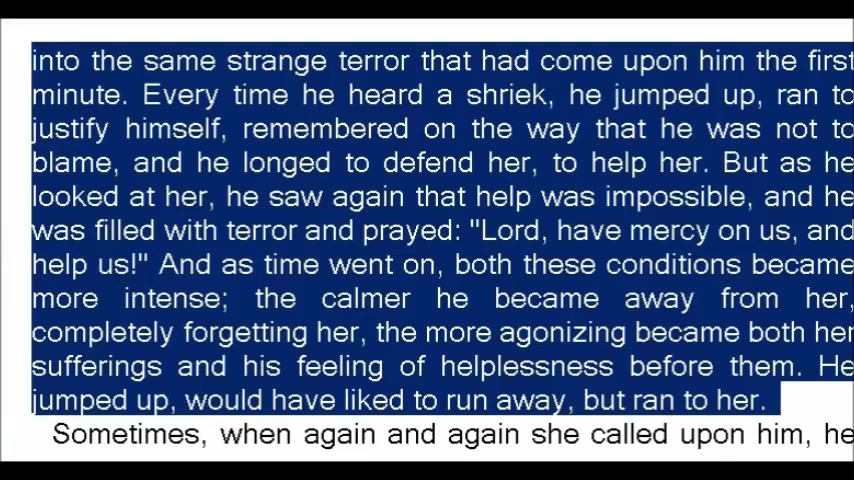 into the same strange terror that had come upon him the first
minute. Every time he heard a shriek, he jumped up, ran to
justify himself, remembered on the way that he was not to
blame, and he longed to defend her, to help her. But as he
looked at her, he saw again that help was impossible, and he
was filled with terror and prayed: "Lord, have mercy on us, and
help us!" And as time went on, both these conditions became
more intense; the calmer he became away from her,
completely forgetting her, the more agonizing became both her
sufferings and his feeling of helplessness before them. He
jumped up, would have liked to run away, but ran to her.
Sometimes, when again and again she called upon him, he